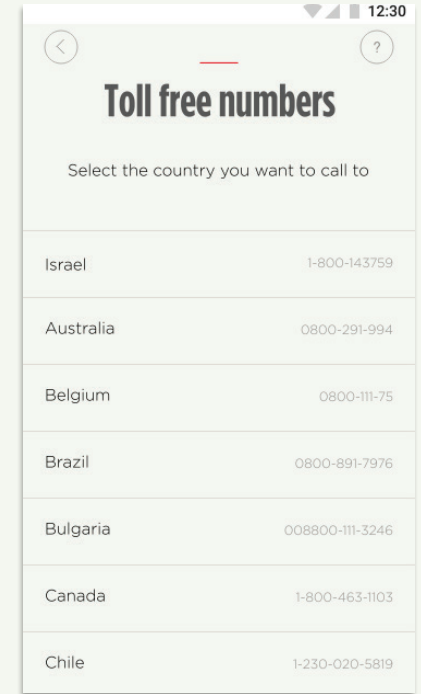 12:30
?
Toll free numbers
Select the country you want to call to
Israel 1-800-143759
Australia 0800-291-994
Belgium 0800-111-75
Brazil 0800-891-7976
Bulgaria 008800-111-3246
Canada 1-800-463-1103
Chile 1-230-020-5819